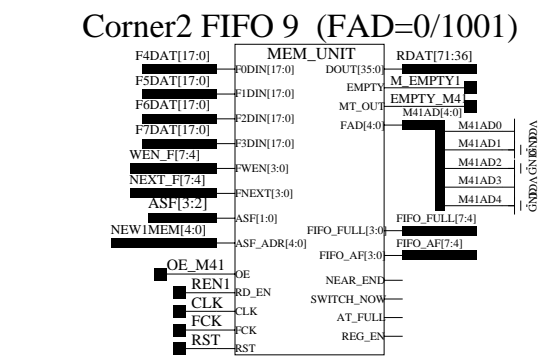 Corner2 FIFO 9 (FAD=0/1001)
MEM_UNIT
F4DAT[17:0] F0DIN[17:0] DOUT[35:0] RDAT[71:36]
F5DAT[17:0] F1DIN[17:0] EMPTY M_EMPTY1
F6DAT[17:0] F2DIN[17:0] MT_OUT EMPTY_M41
F7DAT[17:0] F3DIN[17:0] FAD[4:0] M41AD[4:0]
M41AD0
M41AD1
WEN_F[7:4] FWEN[3:0] M41AD2
NEXT_F[7:4] FNEXT[3:0] M41AD3
ASF[3:2] ASF[1:0] M41AD4
NEW1MEM[4:0] ASF_ADR[4:0] FIFO_FULL[3:0] FIFO_FULL[7:4]
FIFO_AF[3:0] FIFO_AF[7:4]
OE_M41 OE NEAR_END
REN1 RD_EN SWITCH_NOW
CLK CLK AT_FULL
FCK FCK REG_EN
RST RST